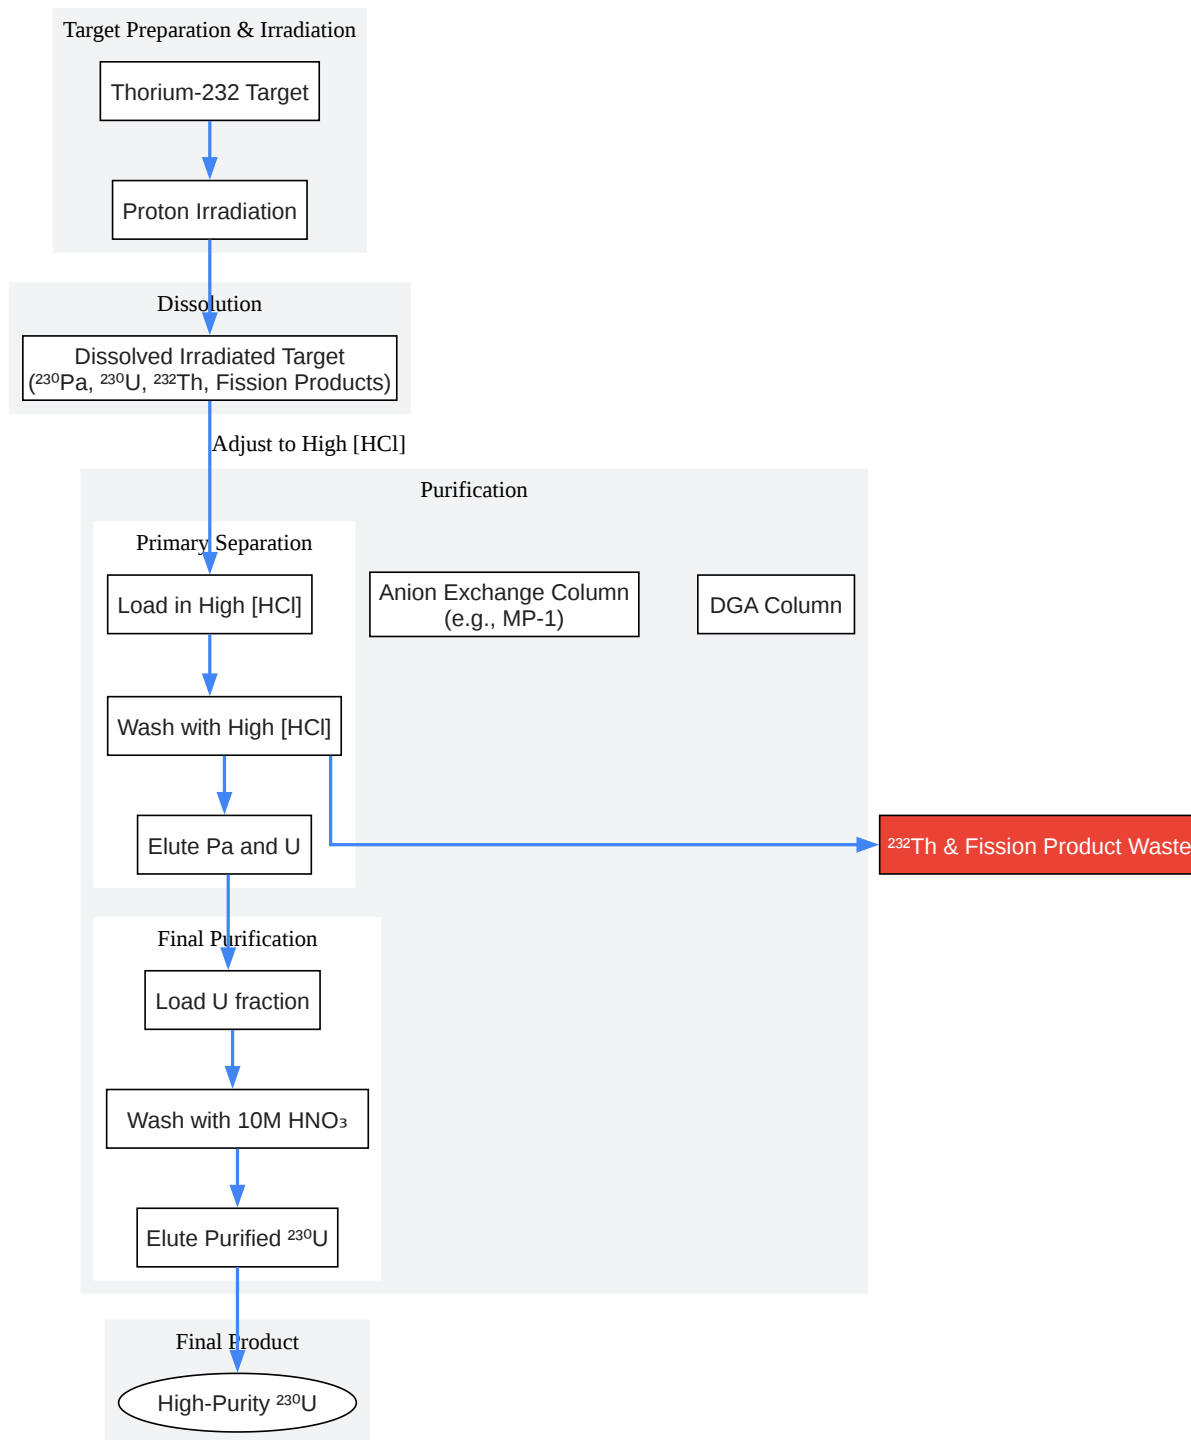 Target Preparation & Irradiation
Thorium-232 Target
Proton Irradiation
Dissolution
Dissolved Irradiated Target
(²³⁰Pa, ²³⁰U, ²³²Th, Fission Products)
Adjust to High [HCl]
Purification
Primary Separation
Load in High [HCl]
Anion Exchange Column
(e.g., MP-1)
DGA Column
Wash with High [HCl]
Elute Pa and U
²³²Th & Fission Product Waste
Final Purification
Load U fraction
Wash with 10M HNO₃
Elute Purified ²³⁰U
Final Product
High-Purity ²³⁰U